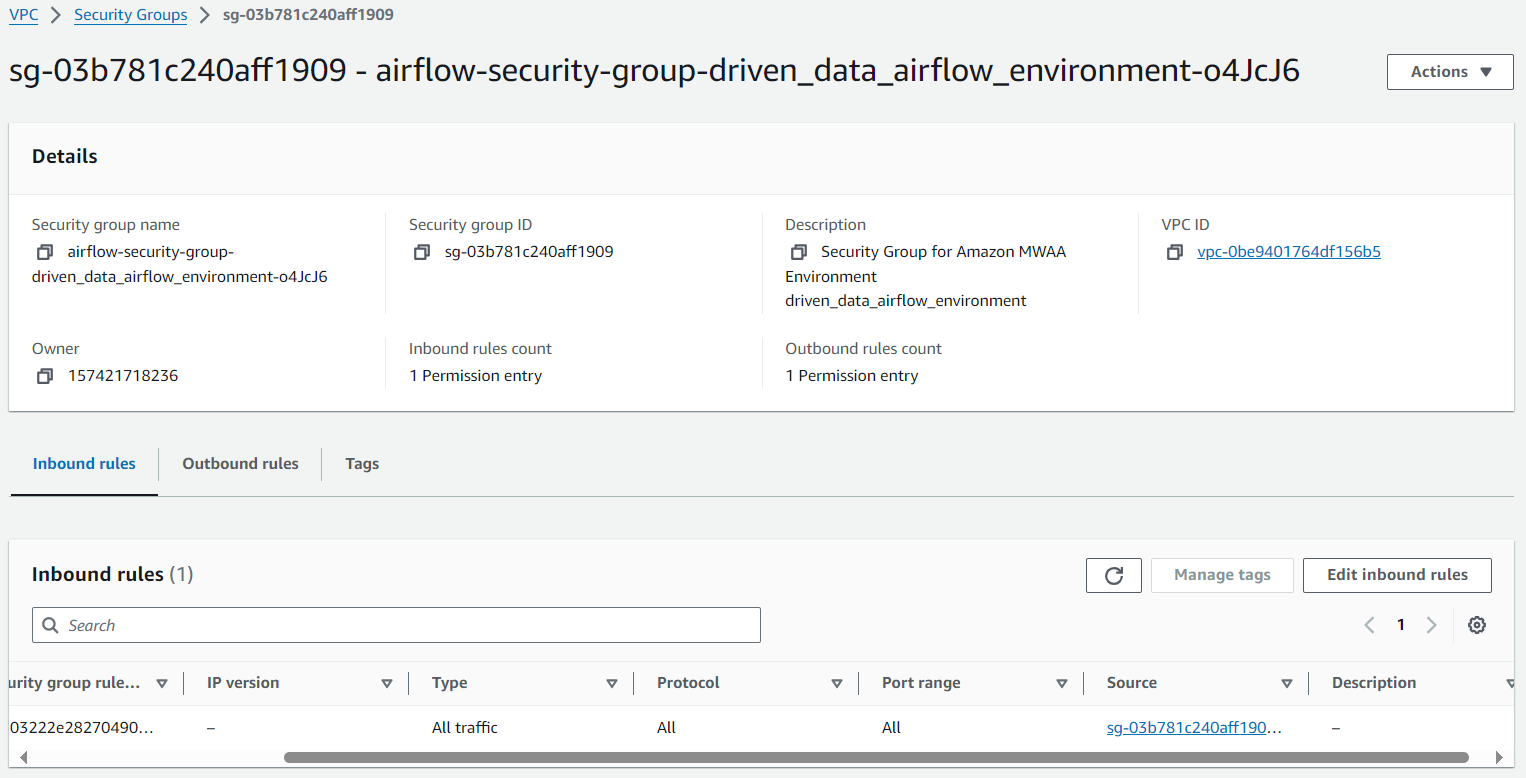 VPC > Security Groups > sg-03b781c240aff1909
sg-03b781c240aff1909 - airflow-security-group-driven_data_airflow_environment-o4JcJ6
Actions
Details
Security group name
airflow-security-group-
driven_data_airflow_environment-o4JcJ6
Security group ID
sg-03b781c240aff1909
Description
Security Group for Amazon MWAA
Environment
driven_data_airflow_environment
VPC ID
vpc-0be9401764df156b5
Owner
157421718236
Inbound rules count
1 Permission entry
Outbound rules count
1 Permission entry
Inbound rules
Outbound rules
Tags
Inbound rules (1)
Manage tags
Edit inbound rules
Search
1
urity group rule... IP version Type Protocol Port range Source Description
03222e28270490... – All traffic All All sg-03b781c240aff190... –